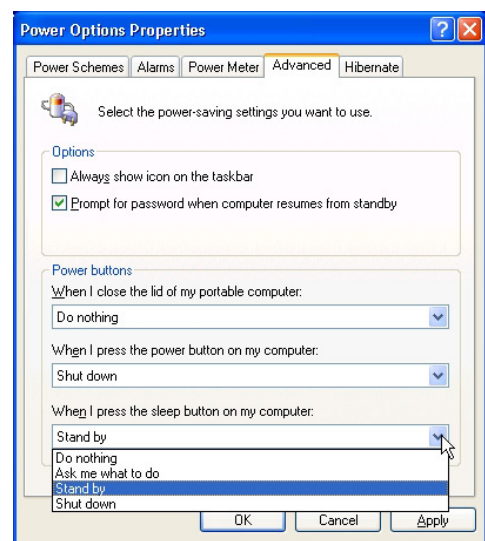 Power Options Properties
Power Schemes Alarms Power Meter Advanced Hibernate
Select the power-saving settings you want to use.
Options
Always show icon on the taskbar
Prompt for password when computer resumes from standby
Power buttons
When I close the lid of my portable computer:
Do nothing
When I press the power button on my computer:
Shut down
When I press the sleep button on my computer:
Stand by
Do nothing
Ask me what to do
Stand by
Shut down
OK Cancel Apply